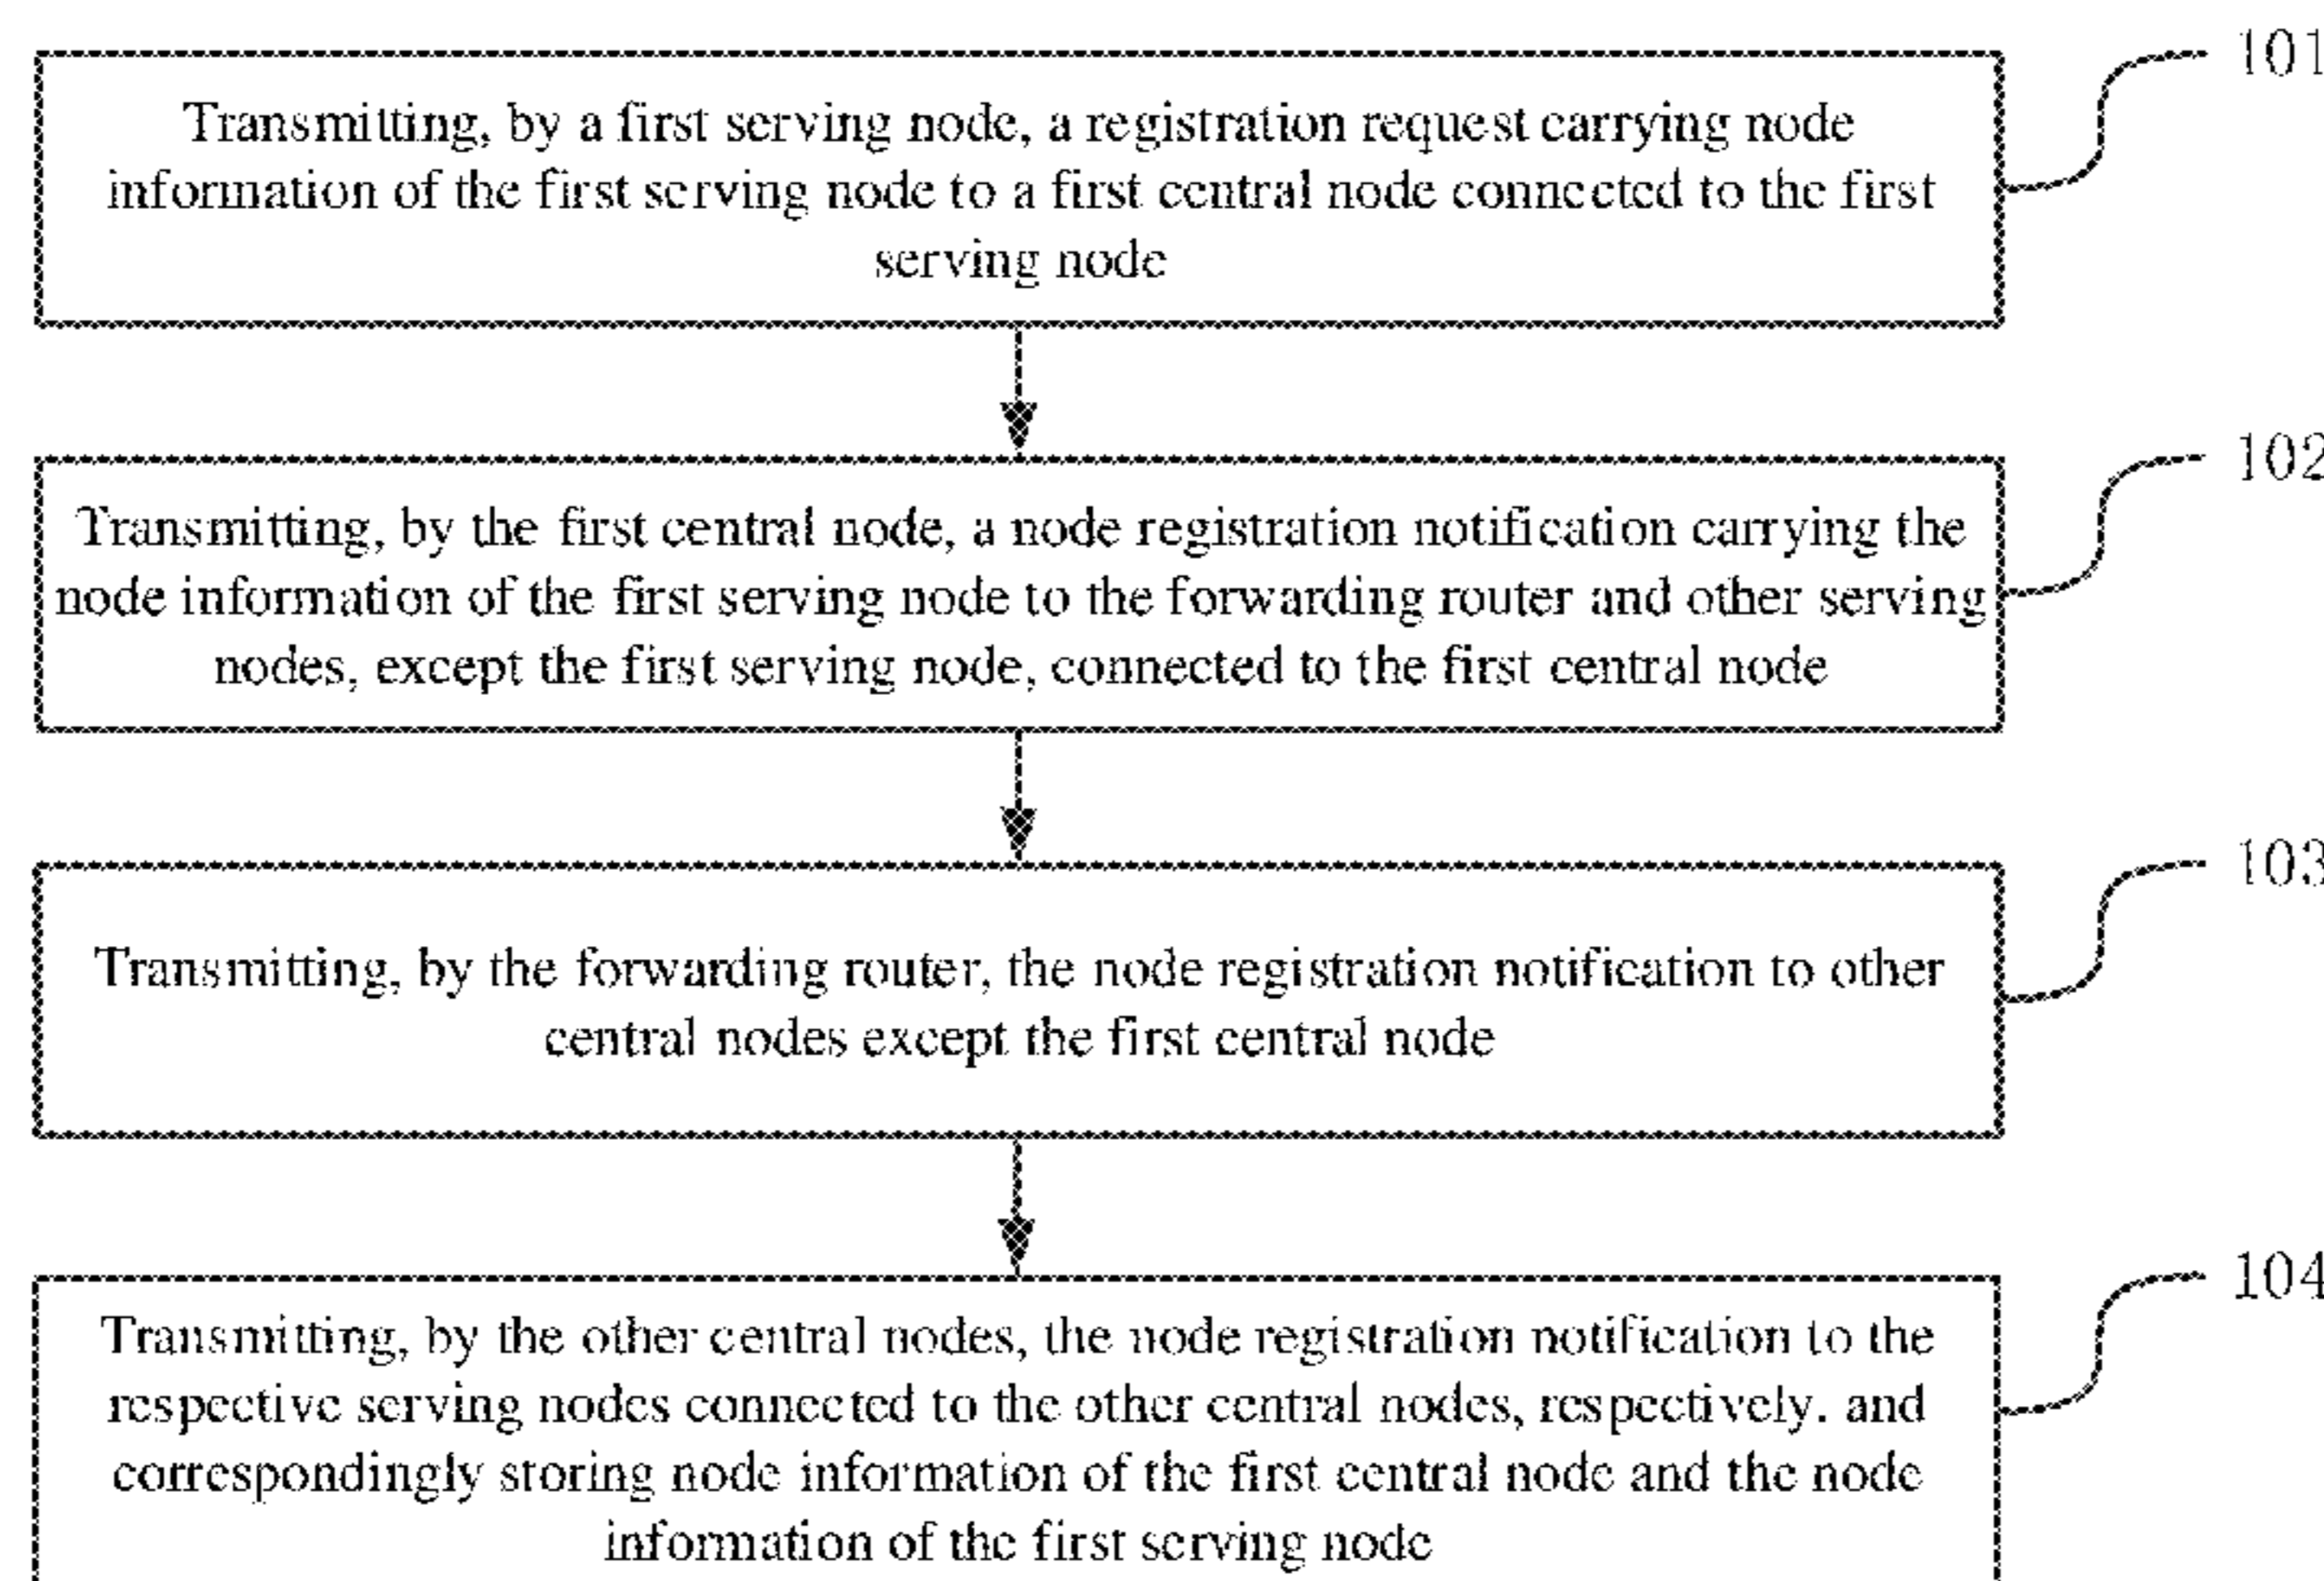 101
Transmitting, by a first serving node, a registration request carrying node
information of the first serving node to a first central node connected to the first
serving node
102
Transmitting, by the first central node, a node registration notification carrying the
node information of the first serving node to the forwarding router and other serving
nodes, except the first serving node, connected to the first central node
103
Transmitting, by the forwarding router, the node registration notification to other
central nodes except the first central node
104
Transmitting, by the other central nodes, the node registration notification to the
respective serving nodes connected to the other central nodes, respectively. and
correspondingly storing node information of the first central node and the node
information of the first serving node